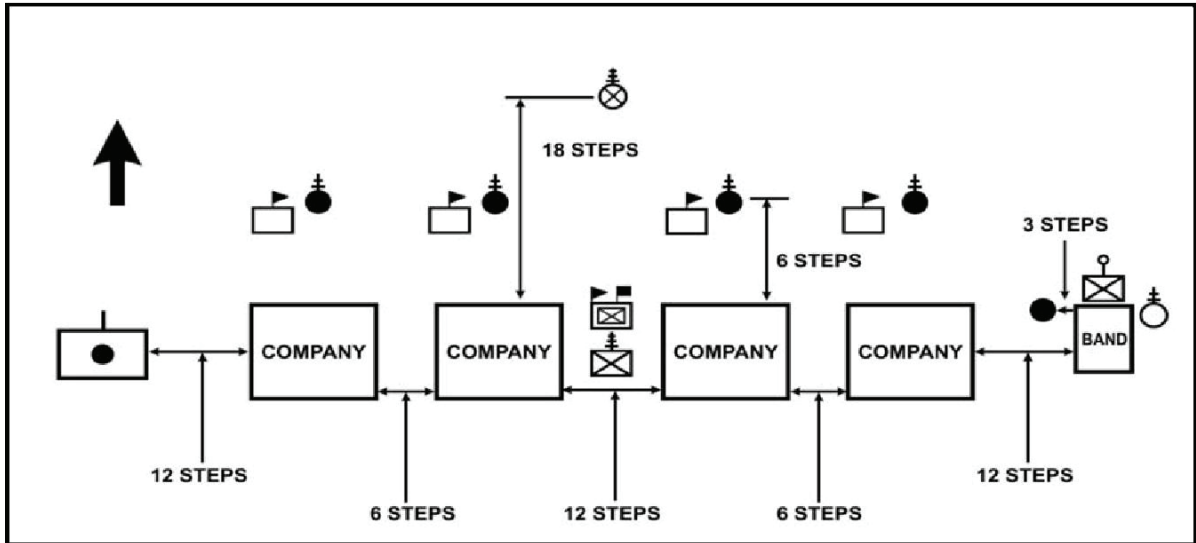 18 STEPS
3 STEPS
6 STEPS
COMPANY
COMPANY
COMPANY
COMPANY
BAND
12 STEPS
12 STEPS
6 STEPS
12 STEPS
6 STEPS